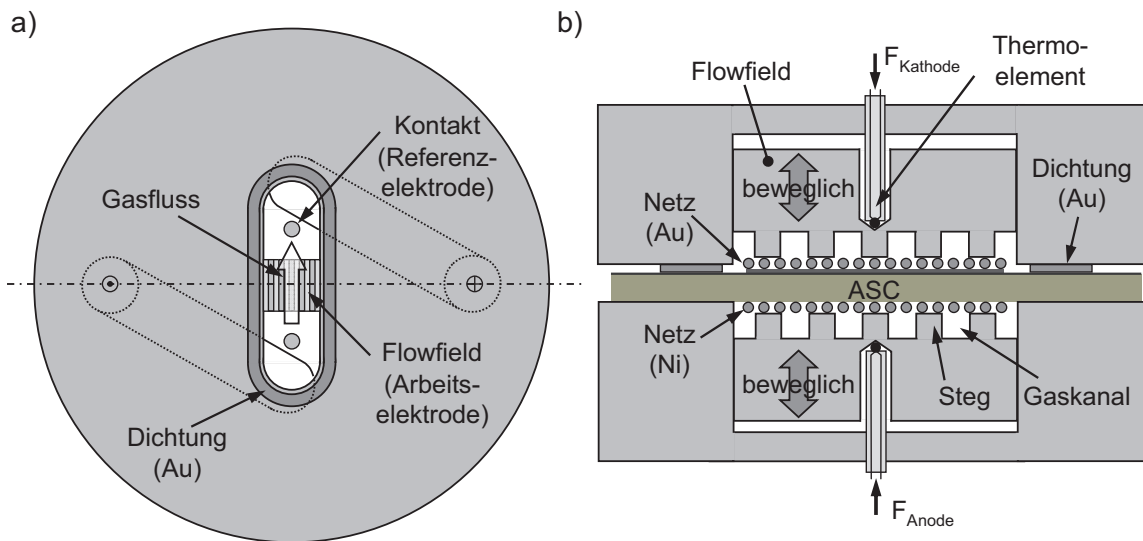 a)
Kontakt
(Referenz-
elektrode)
Gasfluss
Flowfield
(Arbeits-
elektrode)
Dichtung
(Au)
b)
F Kathode
Thermo-
element
Flowfield
beweglich
Dichtung
(Au)
Netz
(Au)
ASC
Netz
(Ni)
beweglich
Steg
Gaskanal
F Anode